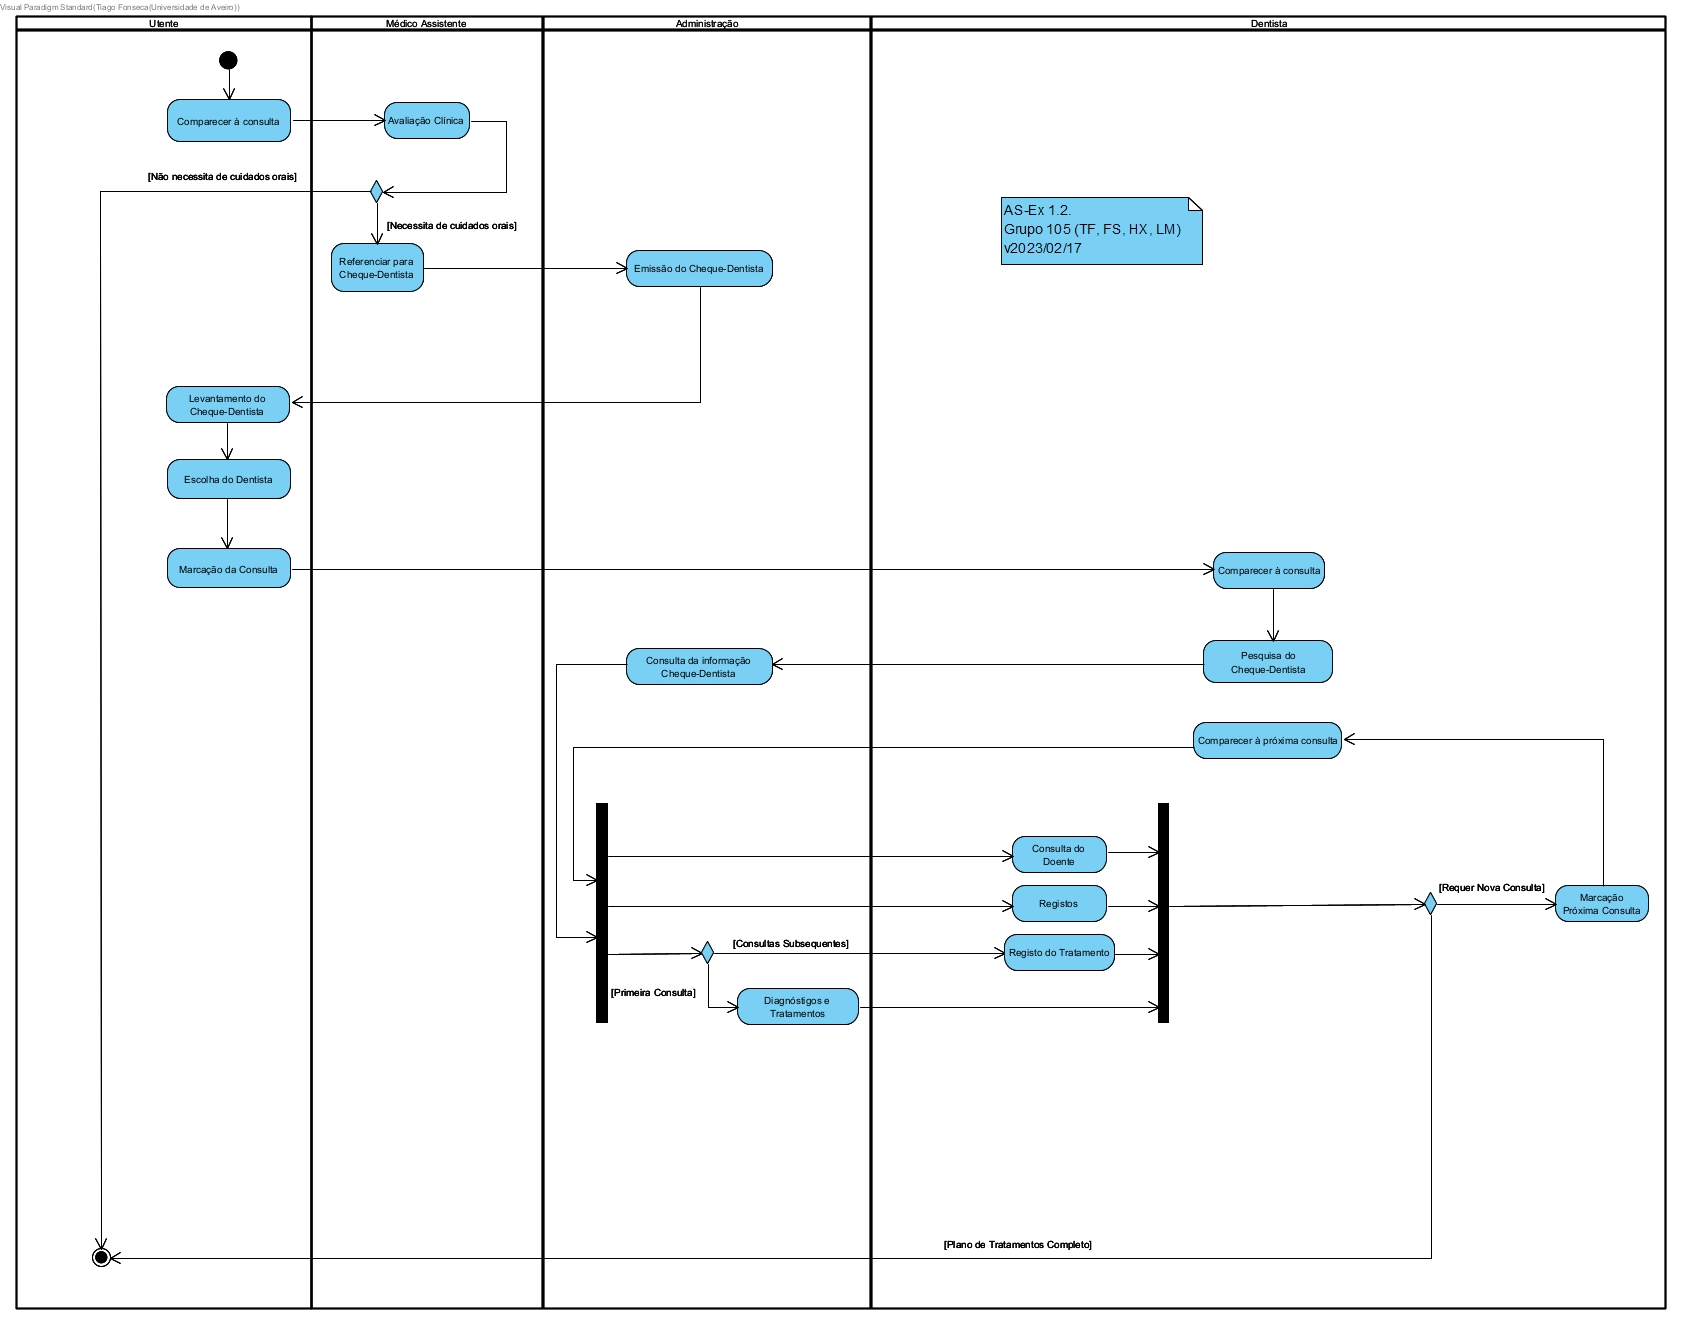 Visual Paradigm Standard(Tiago Fonseca(Universidade de Aveiro))
Utente
Médico Assistente
Administração
Dentista
Comparecer à consulta
Avaliação Clínica
[Não necessita de cuidados orais]
[Necessita de cuidados orais]
AS-Ex 1.2.
Grupo 105 (TF, FS, HX, LM)
v2023/02/17
Referenciar para
Cheque-Dentista
Emissão do Cheque-Dentista
Levantamento do
Cheque-Dentista
Escolha do Dentista
Marcação da Consulta
Comparecer à consulta
Consulta da informação
Cheque-Dentista
Pesquisa do
Cheque-Dentista
Comparecer à próxima consulta
Consulta do
Doente
[Requer Nova Consulta]
Registos
Marcação
Próxima Consulta
[Consultas Subsequentes]
Registo do Tratamento
[Primeira Consulta]
Diagnóstigos e
Tratamentos
[Plano de Tratamentos Completo]